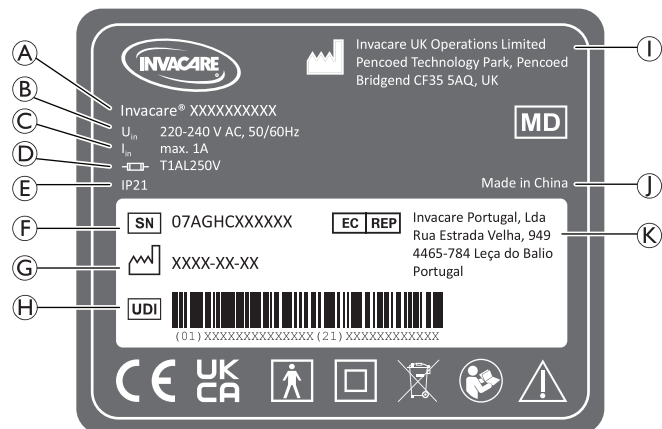 A
B
C
D
E
F
G
H
I
J
K
INVACARE
Invacare UK Operations Limited
Pencoed Technology Park, Pencoed
Bridgend CF35 5AQ, UK
Invacare® XXXXXXXXXX
Uin 220-240 V AC, 50/60Hz
Iin max. 1A
T1AL250V
IP21
MD
Made in China
SN 07AGHCXXXXXX
XXXX-XX-XX
EC REP
Invacare Portugal, Lda
Rua Estrada Velha, 949
4465-784 Leça do Balio
Portugal
UDI
(01)XXXXXXXXXXXXXX(21)XXXXXXXXXXXX
CE
UK
CA